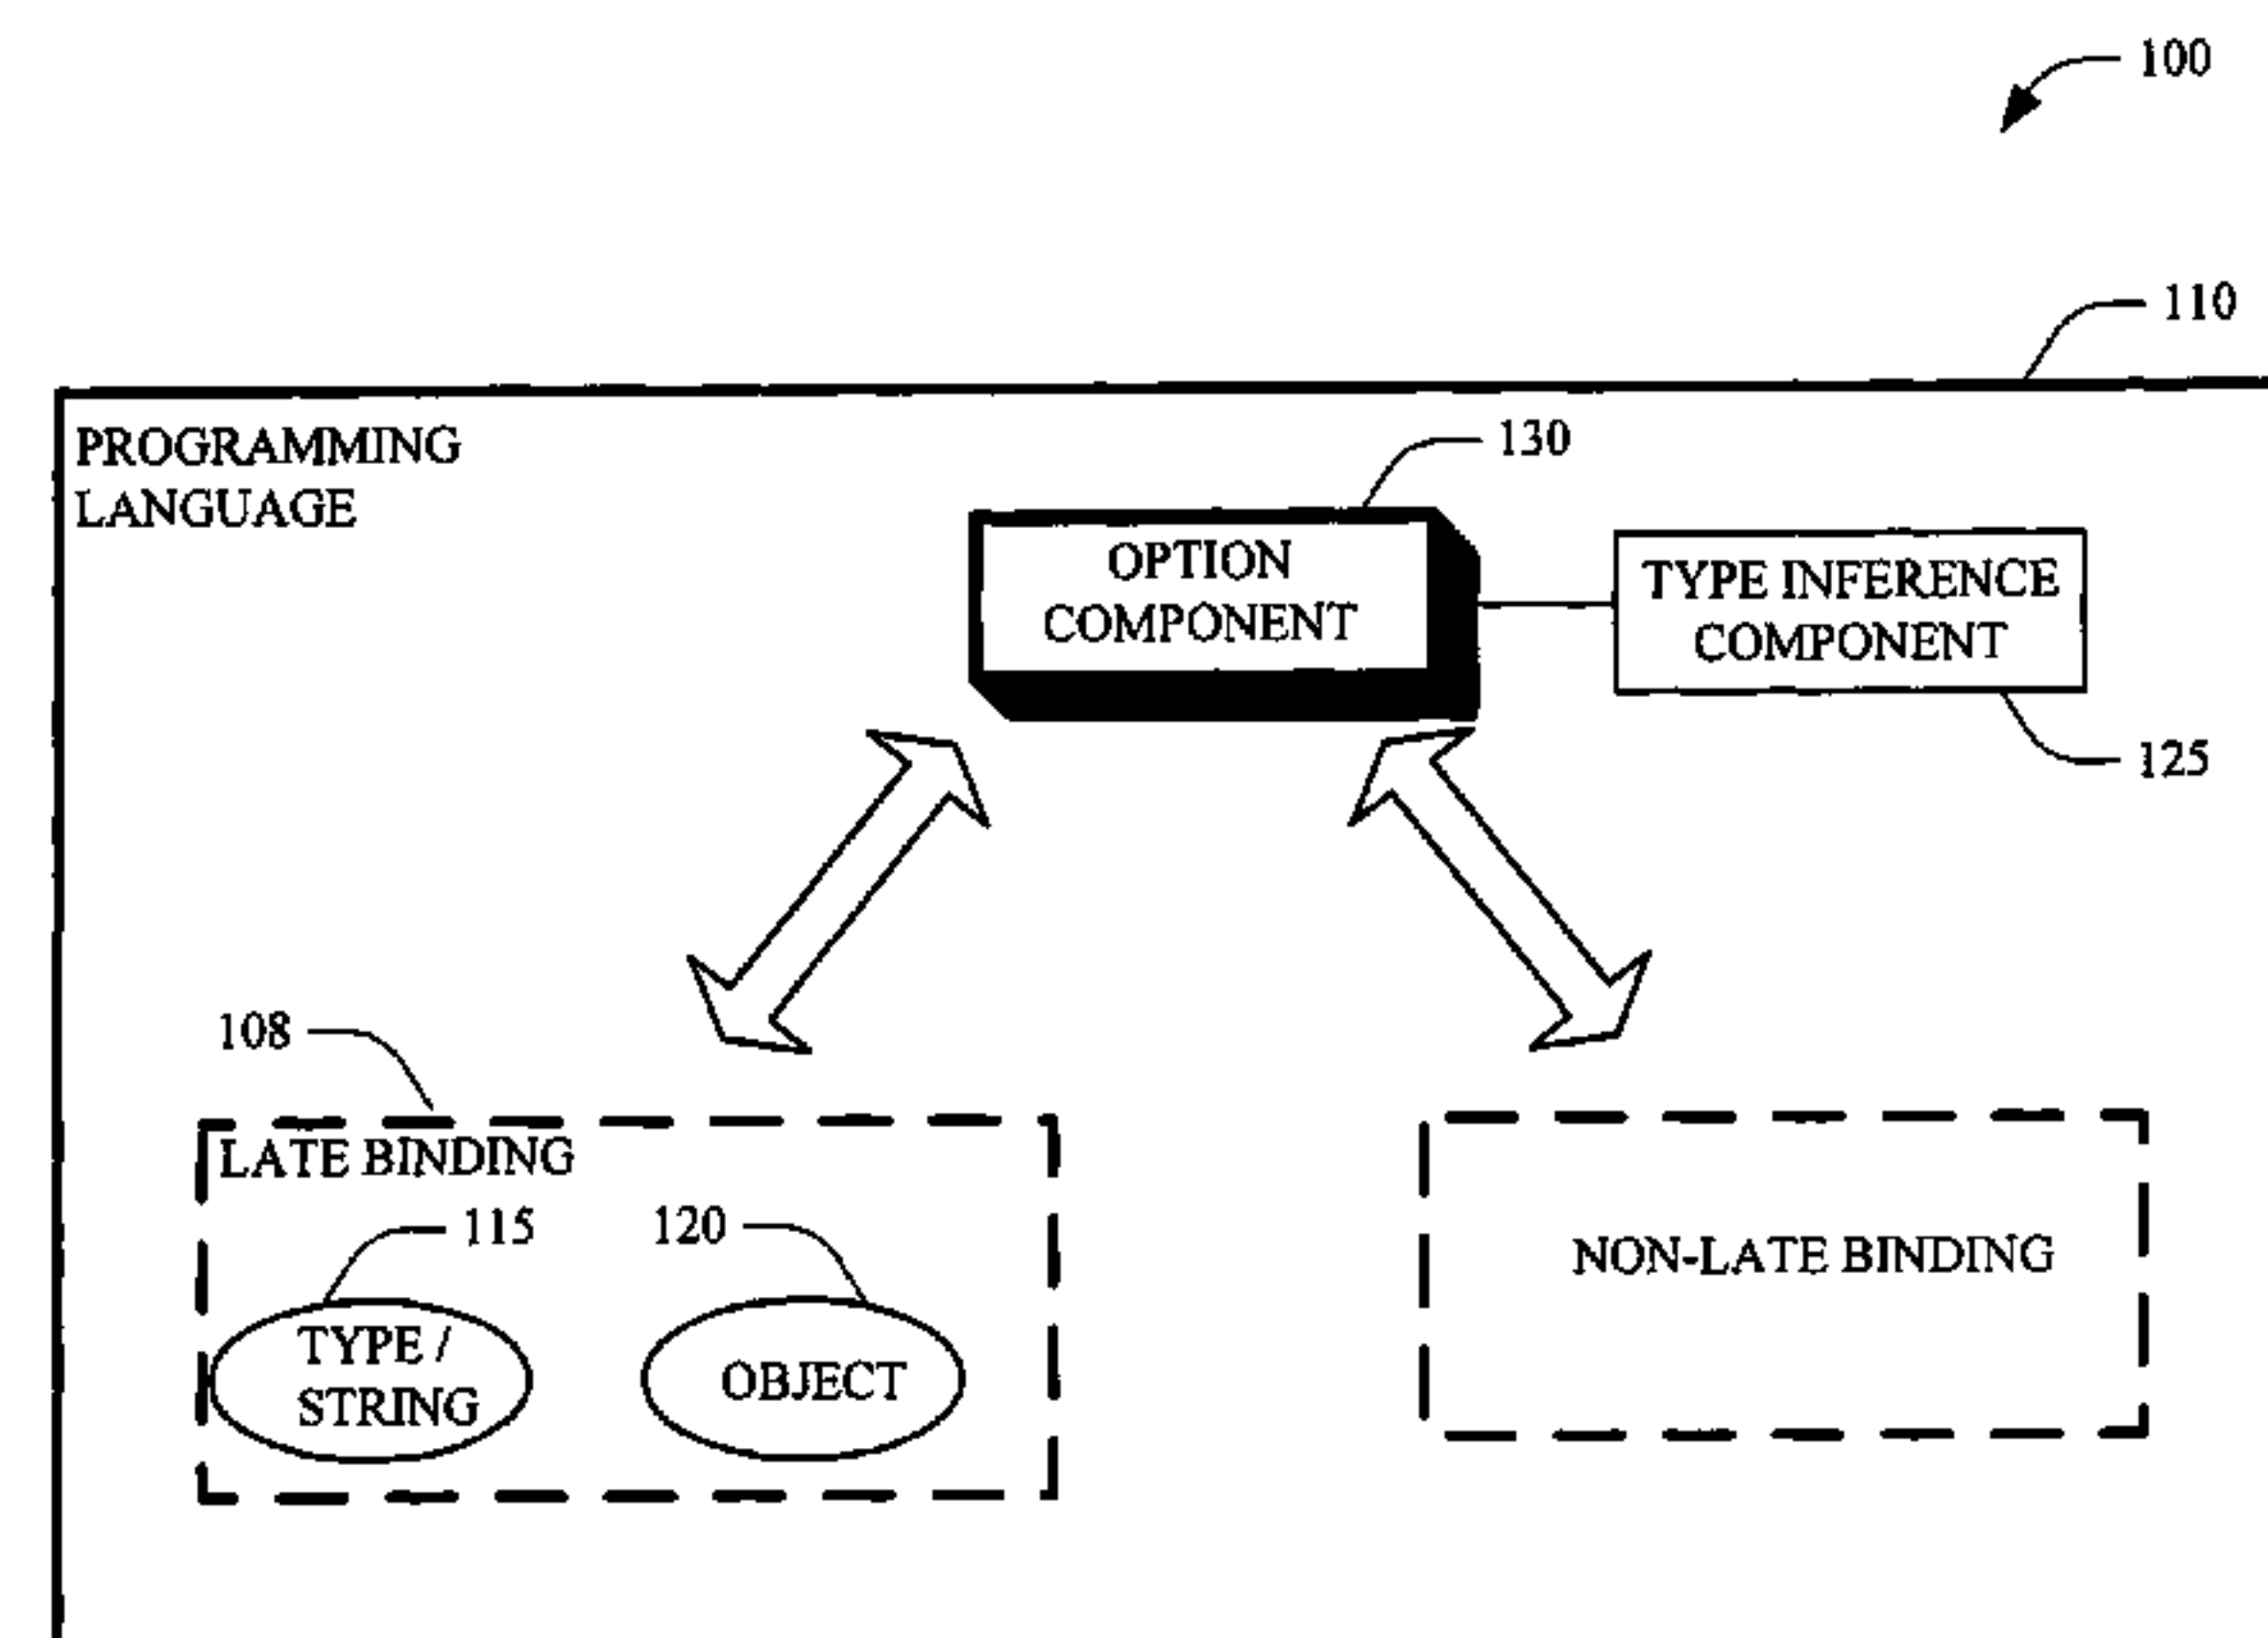 100
110
PROGRAMMING
LANGUAGE
130
OPTION
COMPONENT
TYPE INFERENCE
COMPONENT
125
108
LATE BINDING
115
120
TYPE /
STRING
OBJECT
NON-LATE BINDING